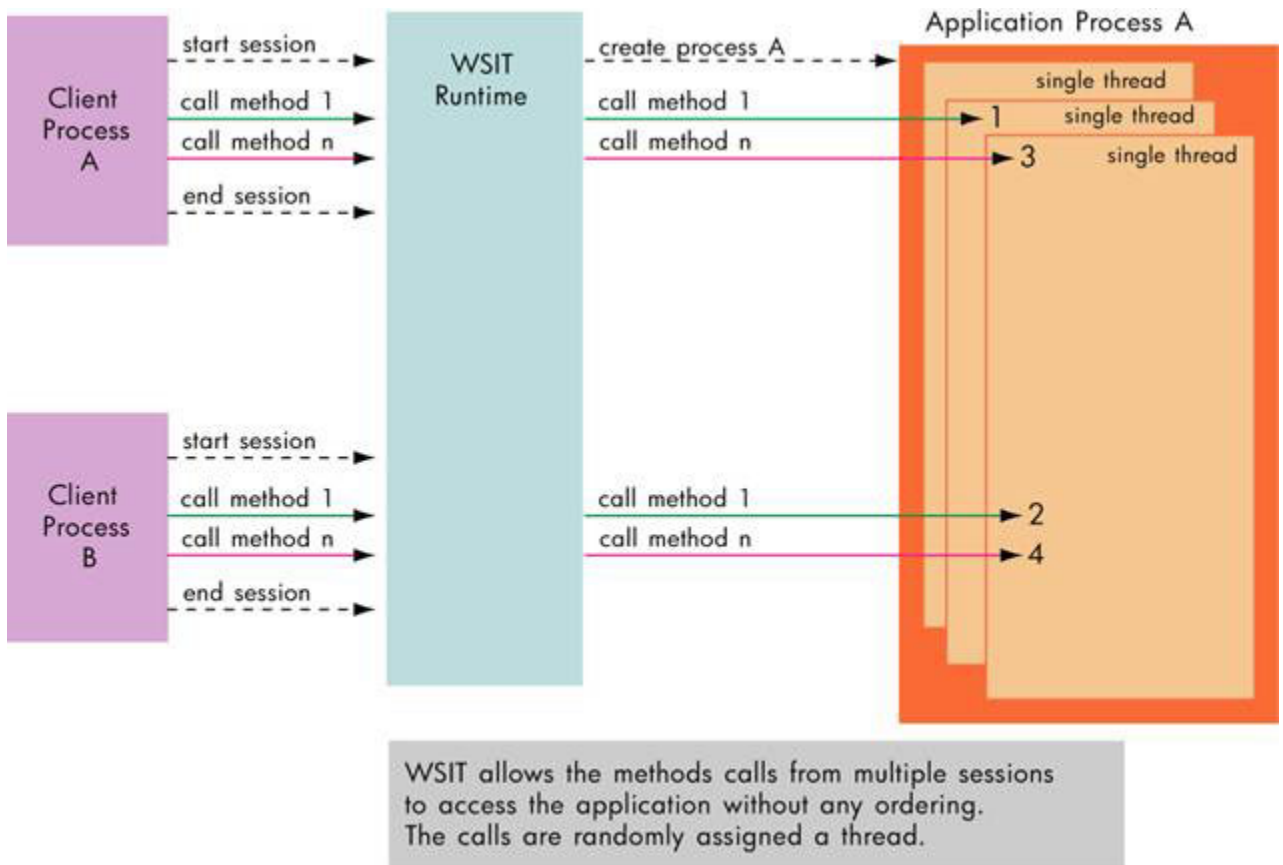 Application Process A
start session
WSIT
Runtime
create process A
single thread
Client
Process
A
call method 1
call method 1
1
single thread
call method n
call method n
3
single thread
end session
start session
Client
Process
B
call method 1
call method 1
2
call method n
call method n
4
end session
WSIT allows the methods calls from multiple sessions
to access the application without any ordering.
The calls are randomly assigned a thread.